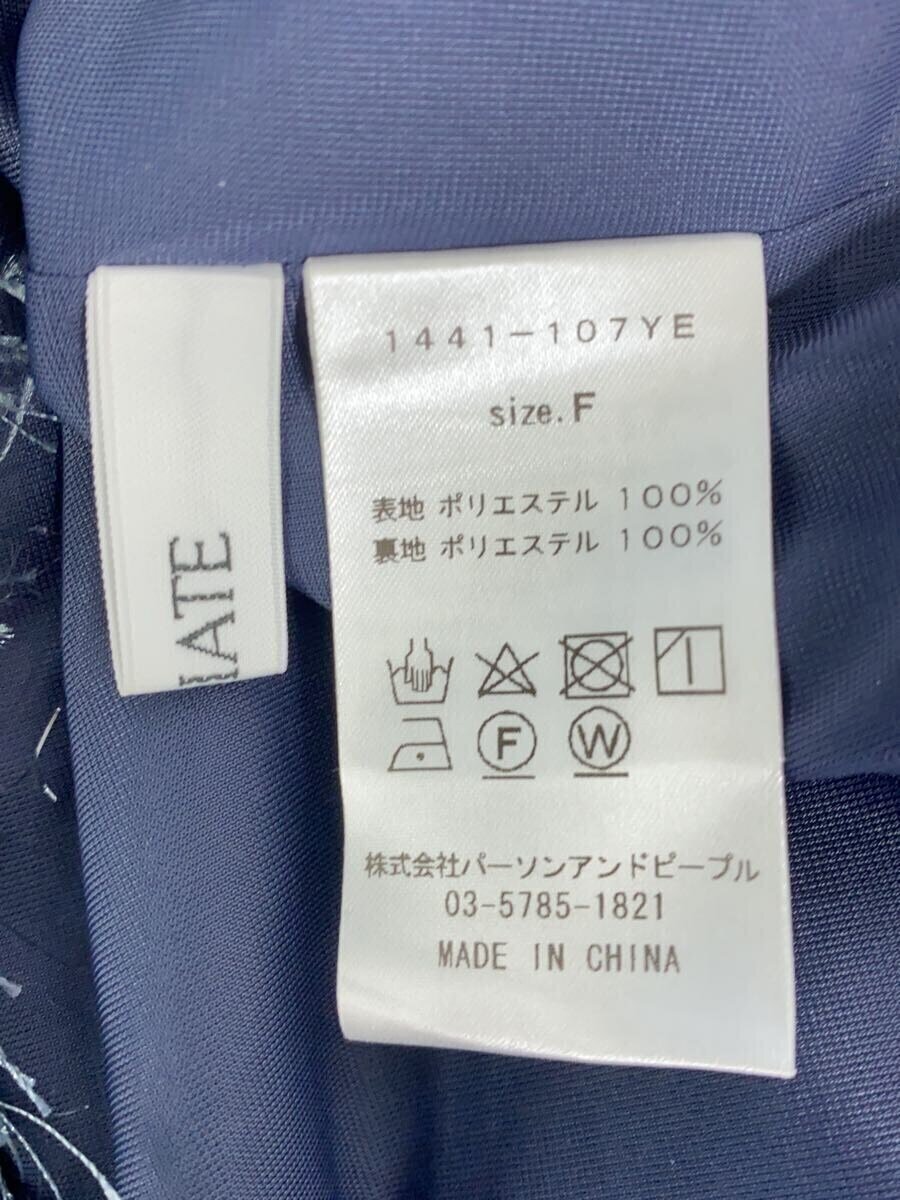 1441-107YE
size.F
表地 ポリエステル 100%
裏地 ポリエステル 100%
F
W
株式会社パーソンアンドピープル
03-5785-1821
MADE IN CHINA